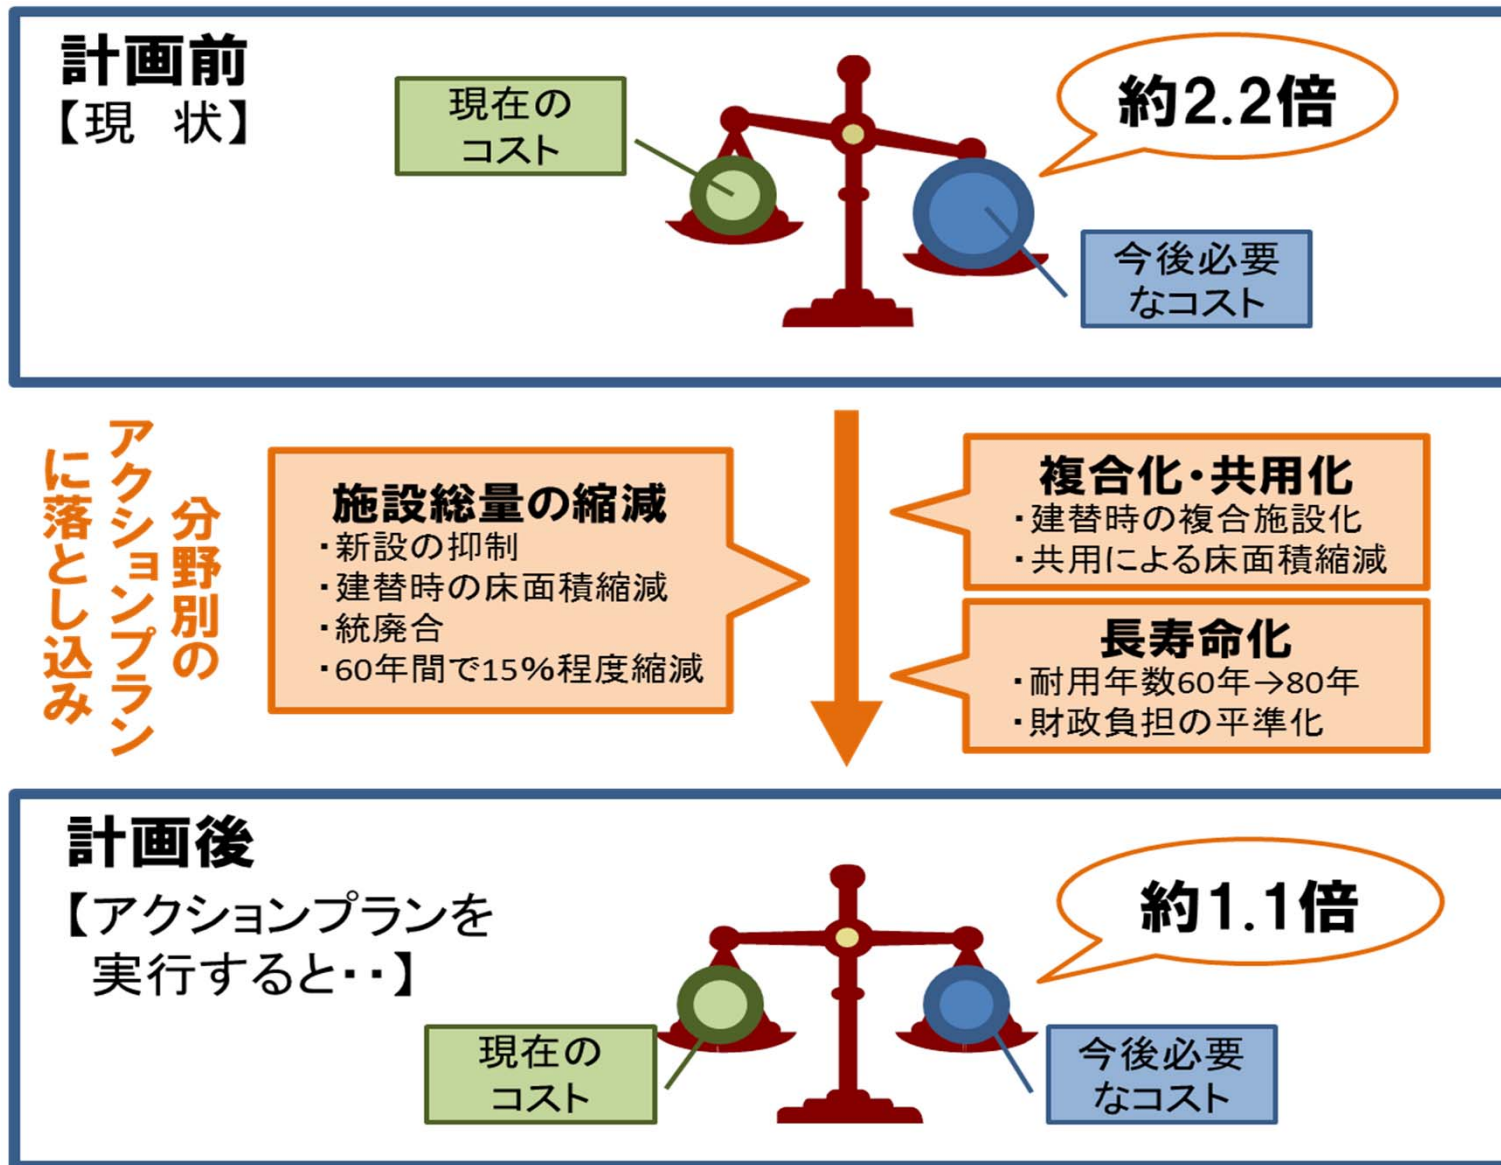 計画前
【現　状】
現在の
コスト
約2.2倍
今後必要
なコスト
分野別の
アクションプラン
に落とし込み
施設総量の縮減
・新設の抑制
・建替時の床面積縮減
・統廃合
・60年間で15%程度縮減
複合化・共用化
・建替時の複合施設化
・共用による床面積縮減
長寿命化
・耐用年数60年→80年
・財政負担の平準化
計画後
【アクションプランを
実行すると・・】
現在の
コスト
約1.1倍
今後必要
なコスト